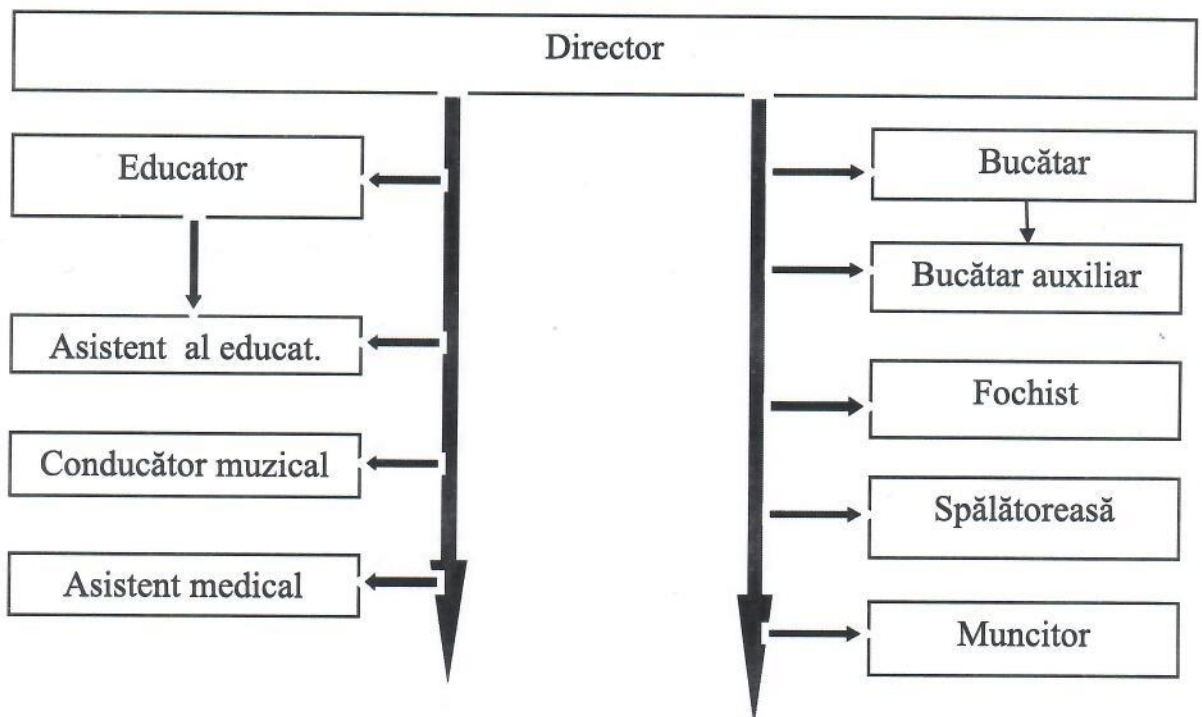 Director
Educator
Asistent al educat.
Conducător muzical
Asistent medical
Bucătar
Bucătar auxiliar
Fochist
Spălătoreasă
Muncitor